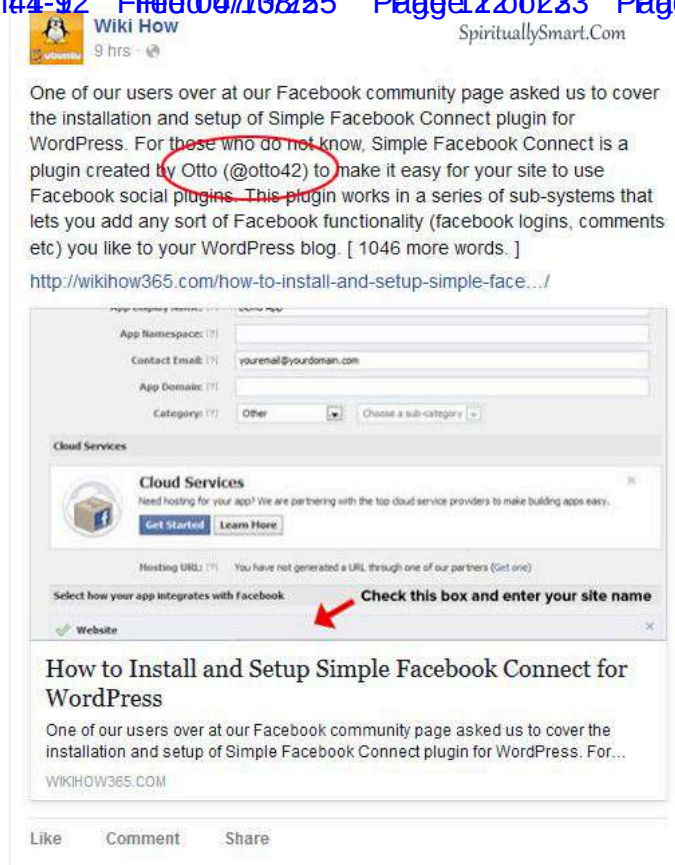 Wiki How
SpirituallySmart.Com
ubuntu
9 hrs
One of our users over at our Facebook community page asked us to cover
the installation and setup of Simple Facebook Connect plugin for
WordPress. For those who do not know, Simple Facebook Connect is a
plugin created by Otto (@otto42) to make it easy for your site to use
Facebook social plugins. This plugin works in a series of sub-systems that
lets you add any sort of Facebook functionality (facebook logins, comments
etc) you like to your WordPress blog. [ 1046 more words. ]
http://wikihow365.com/how-to-install-and-setup-simple-face…/
App Namespace: [?]
Contact Email: [?] youremail@yourdomain.com
App Domain: [?]
Category: [?] Other Choose a sub-category
Cloud Services
Cloud Services
Need hosting for your app? We are partnering with the top cloud service providers to make building apps easy.
Get Started Learn More
Hosting URL: [?] You have not generated a URL through one of our partners (Get one)
Select how your app integrates with Facebook Check this box and enter your site name
Website
How to Install and Setup Simple Facebook Connect for
WordPress
One of our users over at our Facebook community page asked us to cover the
installation and setup of Simple Facebook Connect plugin for WordPress. For…
WIKIHOW365.COM
Like Comment Share